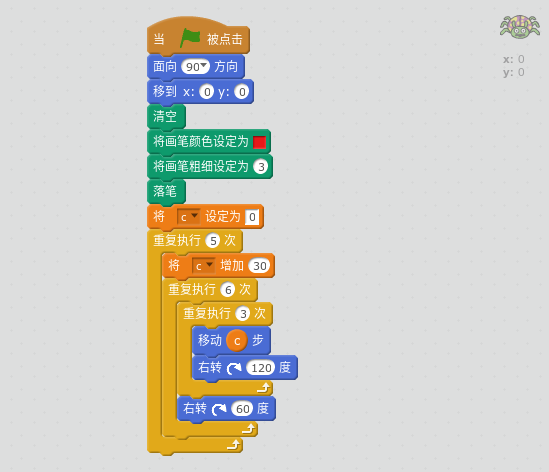 当 被点击
面向 90 方向
移到 x: 0 y: 0
清空
将画笔颜色设定为
将画笔粗细设定为 3
落笔
将 c 设定为 0
重复执行 5 次
将 c 增加 30
重复执行 6 次
重复执行 3 次
移动 c 步
右转 120 度
右转 60 度
x: 0
y: 0